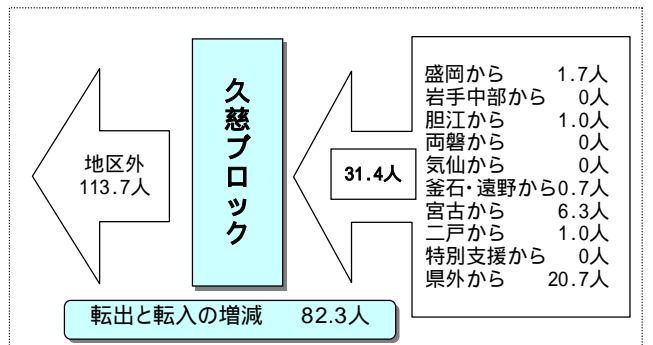 地区外
113.7人
久慈ブロック
31.4人
盛岡から 1.7人
岩手中部から 0人
胆江から 1.0人
両磐から 0人
気仙から 0人
釜石・遠野から0.7人
宮古から 6.3人
二戸から 1.0人
特別支援から 0人
県外から 20.7人
転出と転入の増減 82.3人